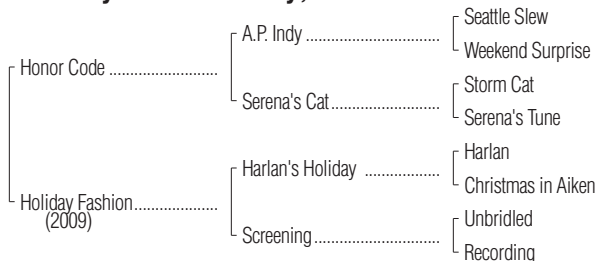 Seattle Slew
A.P. Indy ................................
Weekend Surprise
Honor Code ..........................
Storm Cat
Serena's Cat..........................
Serena's Tune
Harlan
Harlan's Holiday ..................
Christmas in Aiken
Holiday Fashion....................
(2009)
Unbridled
Screening..............................
Recording